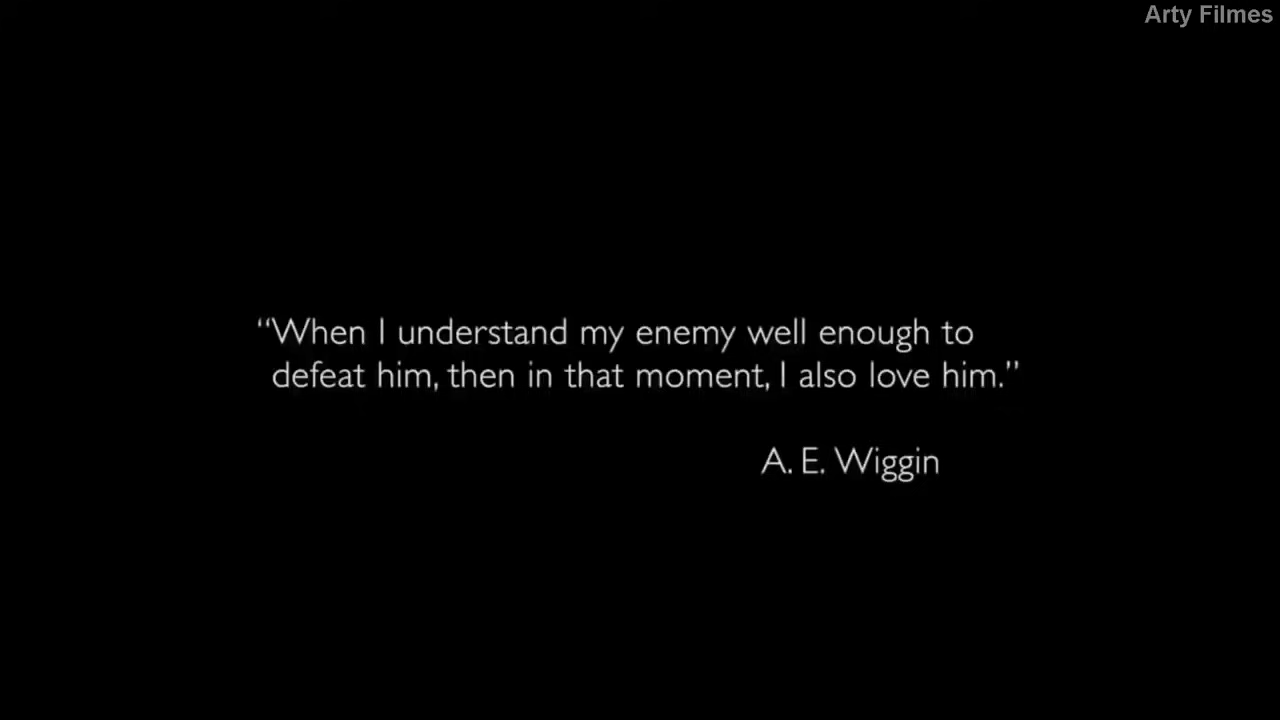 Arty Filmes
“When I understand my enemy well enough to
defeat him, then in that moment, I also love him.”
A. E. Wiggin